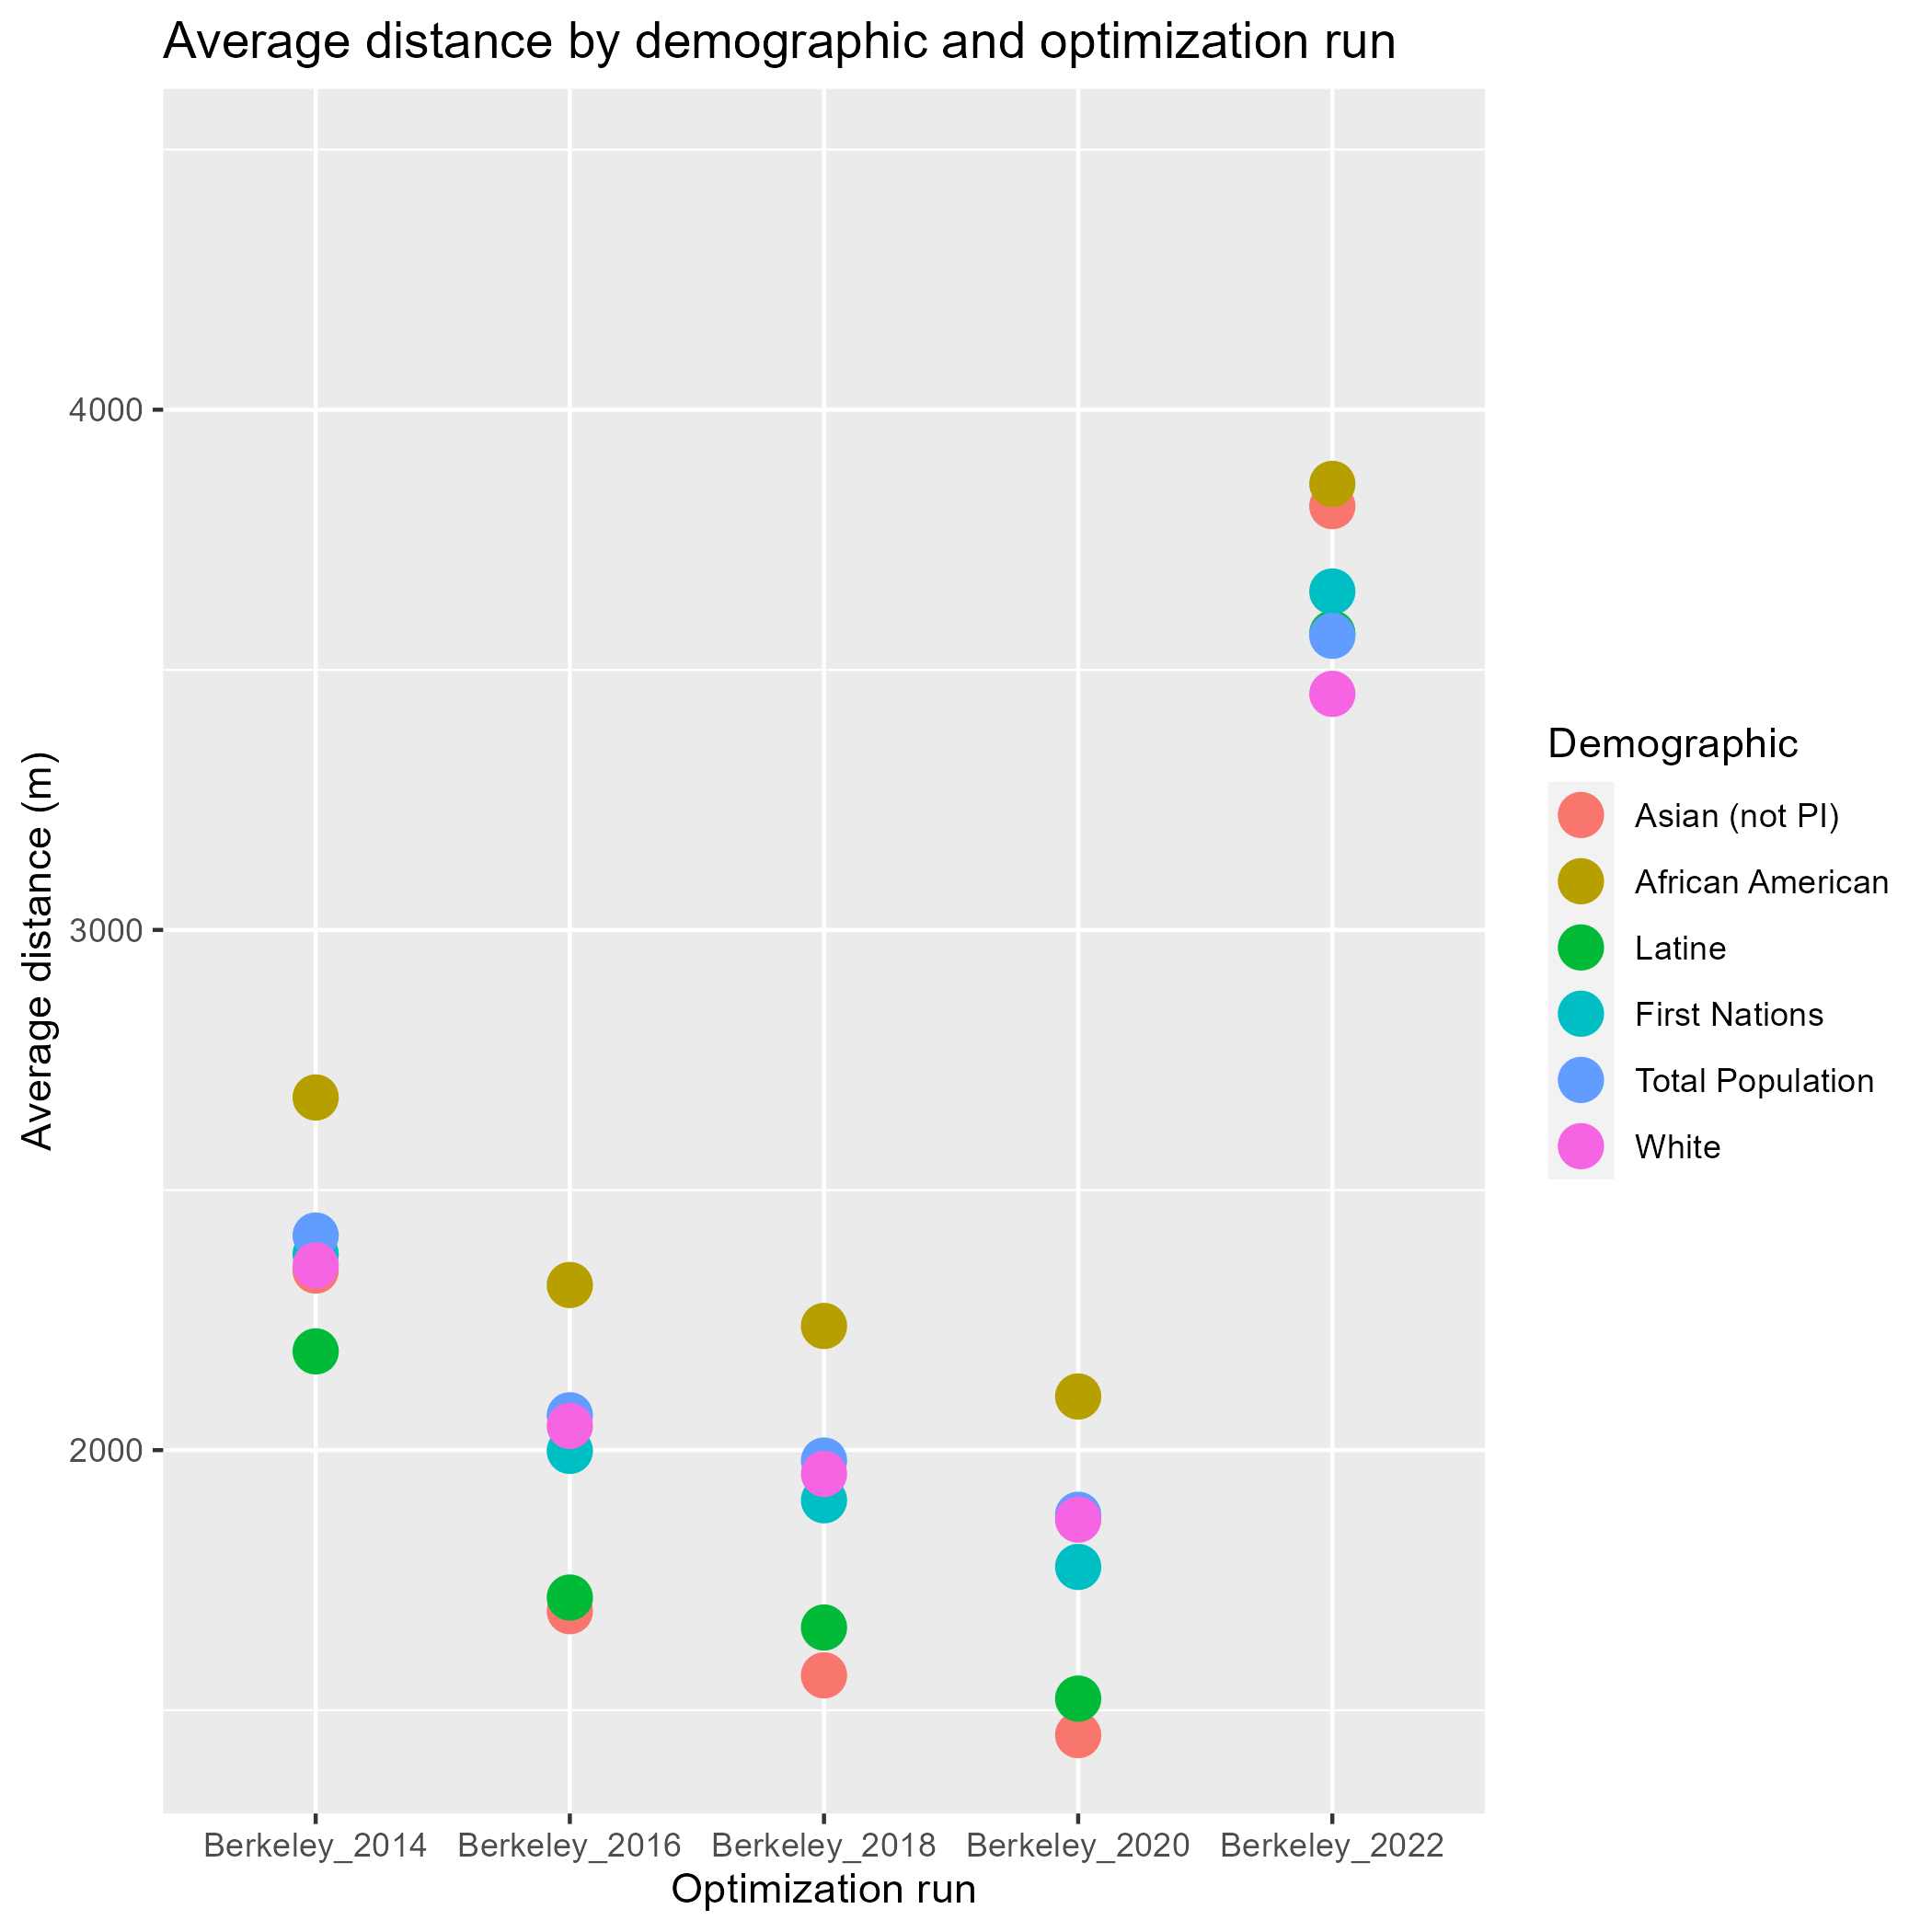 Average distance by demographic and optimization run
Average distance (m)
4000
3000
2000
Berkeley_2014
Berkeley_2016
Berkeley_2018
Berkeley_2020
Berkeley_2022
Optimization run
Demographic
Asian (not PI)
African American
Latine
First Nations
Total Population
White